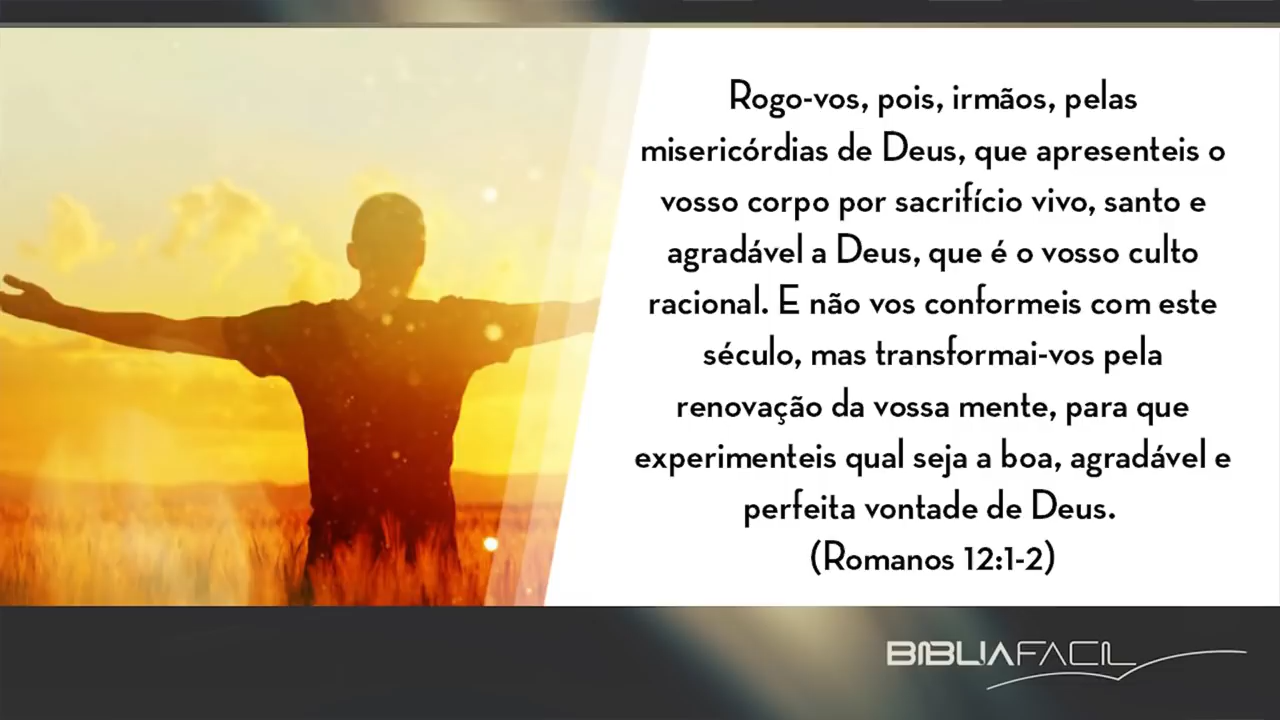 Rogo-vos, pois, irmãos, pelas
misericórdias de Deus, que apresenteis o
vosso corpo por sacrifício vivo, santo e
agradável a Deus, que é o vosso culto
racional. E não vos conformeis com este
século, mas transformai-vos pela
renovação da vossa mente, para que
experimenteis qual seja a boa, agradável e
perfeita vontade de Deus.
(Romanos 12:1-2)
BIBLIAFACIL